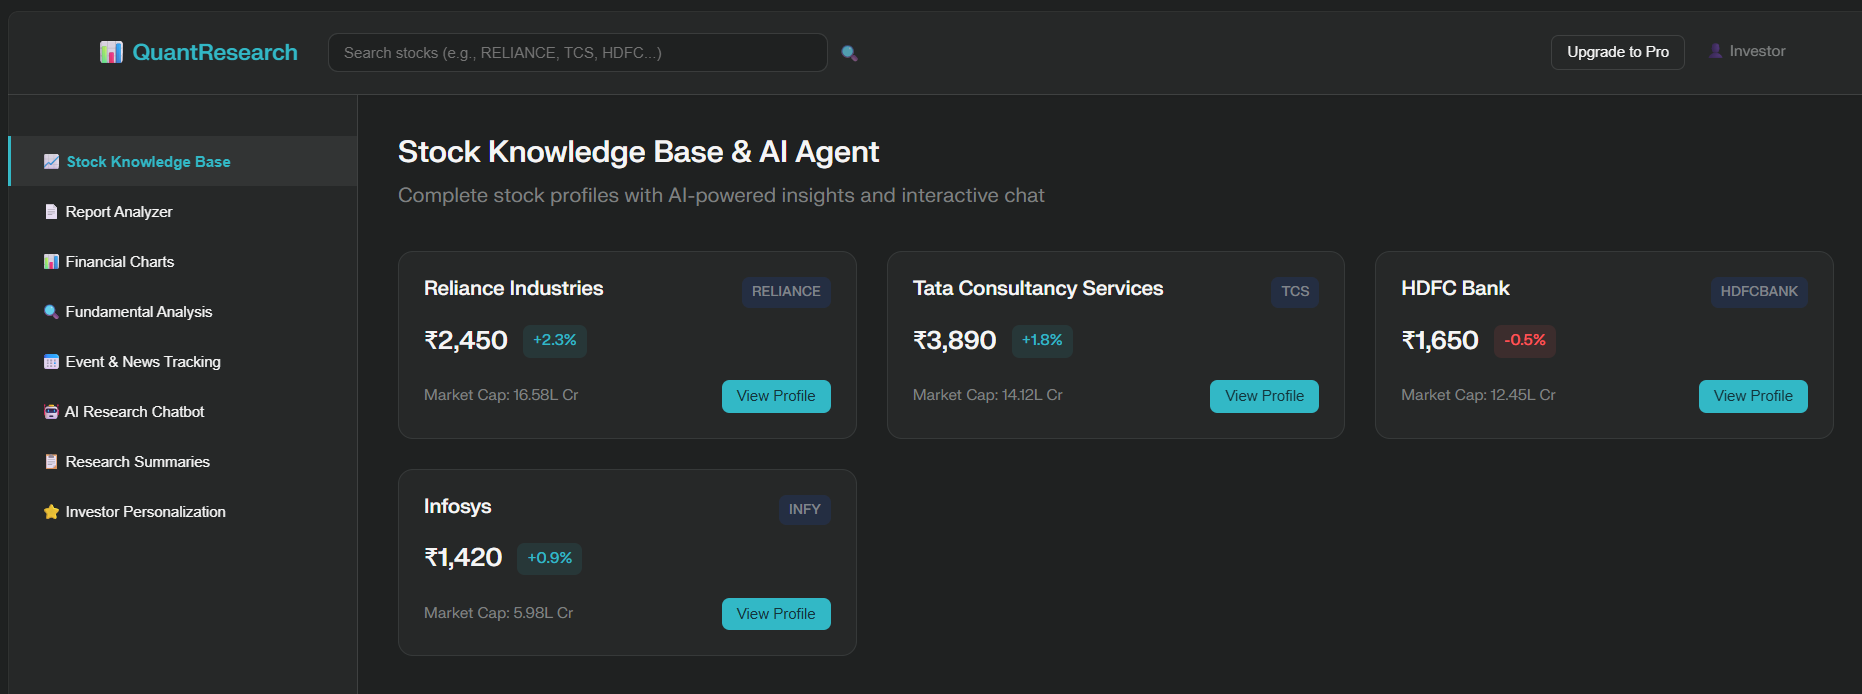 QuantResearch
Search stocks (e.g., RELIANCE, TCS, HDFC...)
Upgrade to Pro
Investor
Stock Knowledge Base
Report Analyzer
Financial Charts
Fundamental Analysis
Event & News Tracking
AI Research Chatbot
Research Summaries
Investor Personalization
Stock Knowledge Base & AI Agent
Complete stock profiles with AI-powered insights and interactive chat
Reliance Industries
RELIANCE
₹2,450
+2.3%
Market Cap: 16.58L Cr
View Profile
Tata Consultancy Services
TCS
₹3,890
+1.8%
Market Cap: 14.12L Cr
View Profile
HDFC Bank
HDFCBANK
₹1,650
-0.5%
Market Cap: 12.45L Cr
View Profile
Infosys
INFY
₹1,420
+0.9%
Market Cap: 5.98L Cr
View Profile